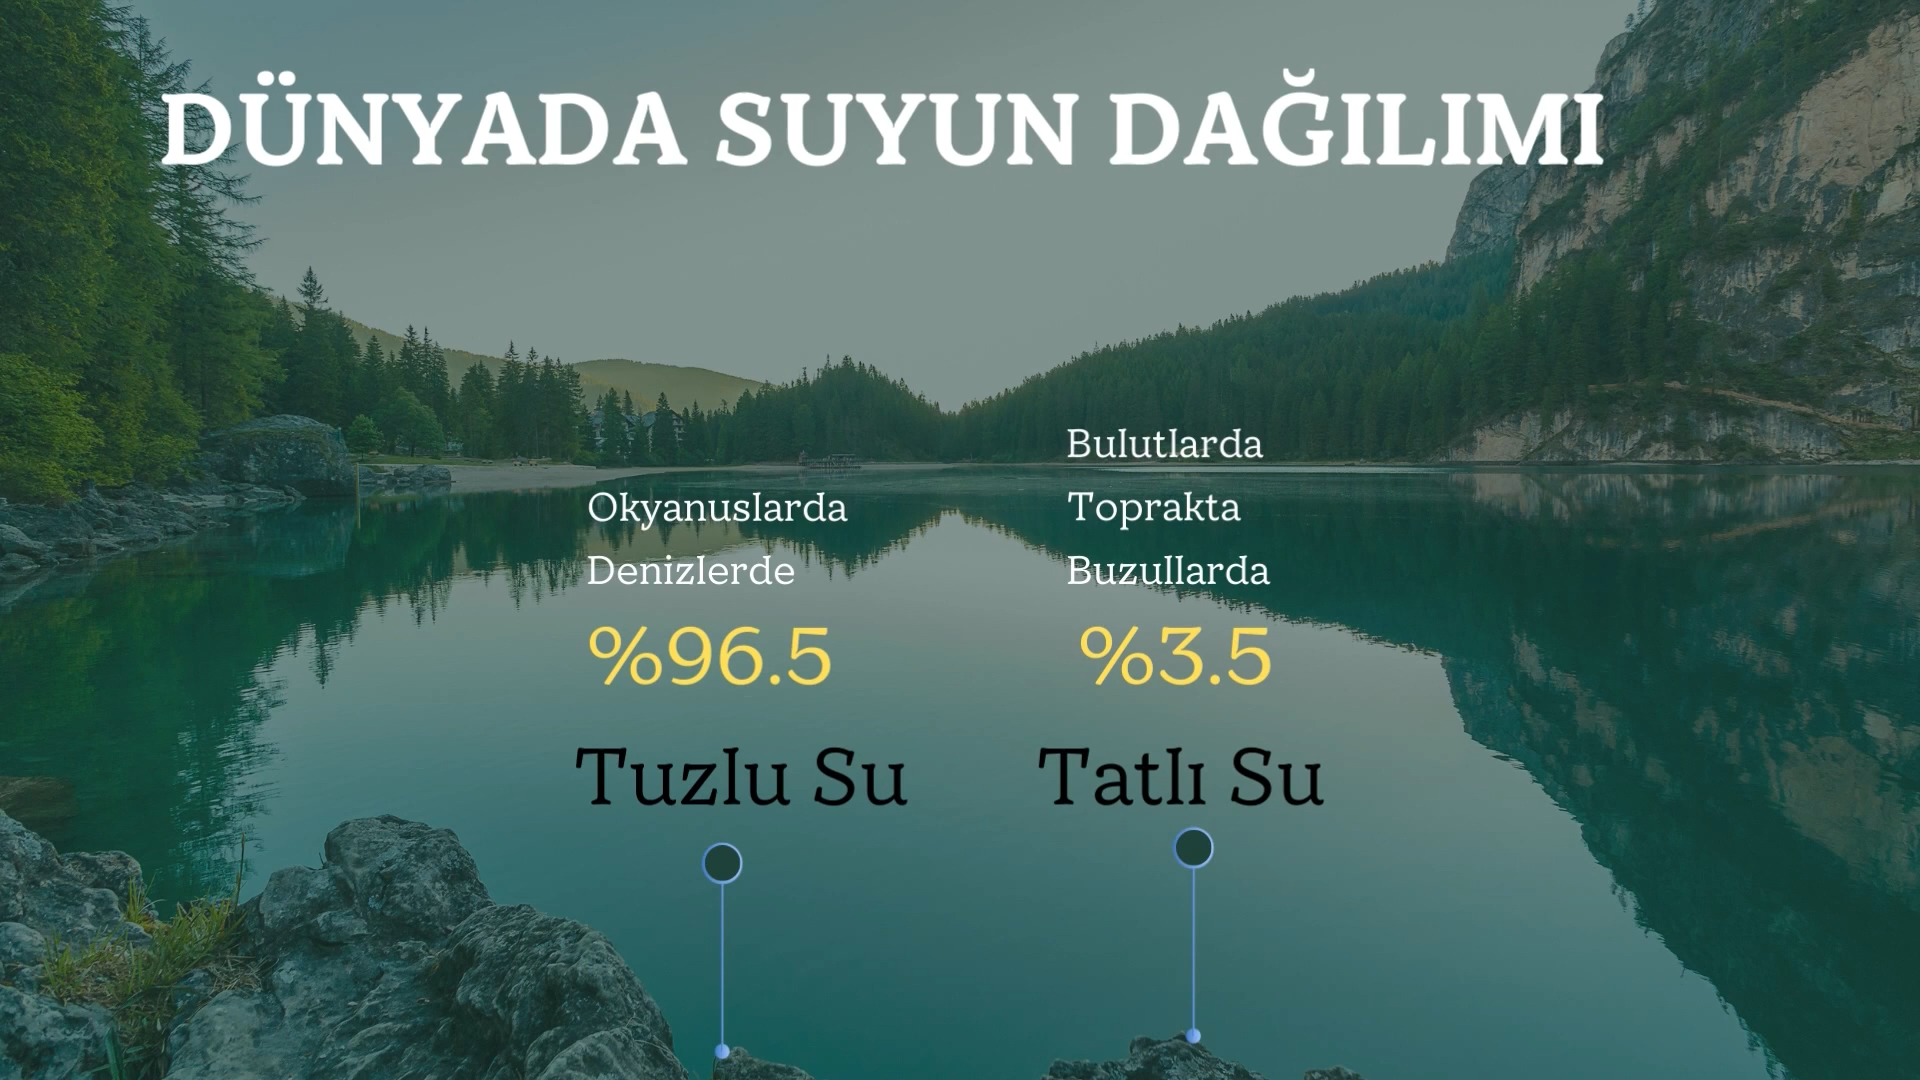 DÜNYADA SUYUN DAĞILIMI
Okyanuslarda
Denizlerde
%96.5
Tuzlu Su
Bulutlarda
Toprakta
Buzullarda
%3.5
Tatlı Su